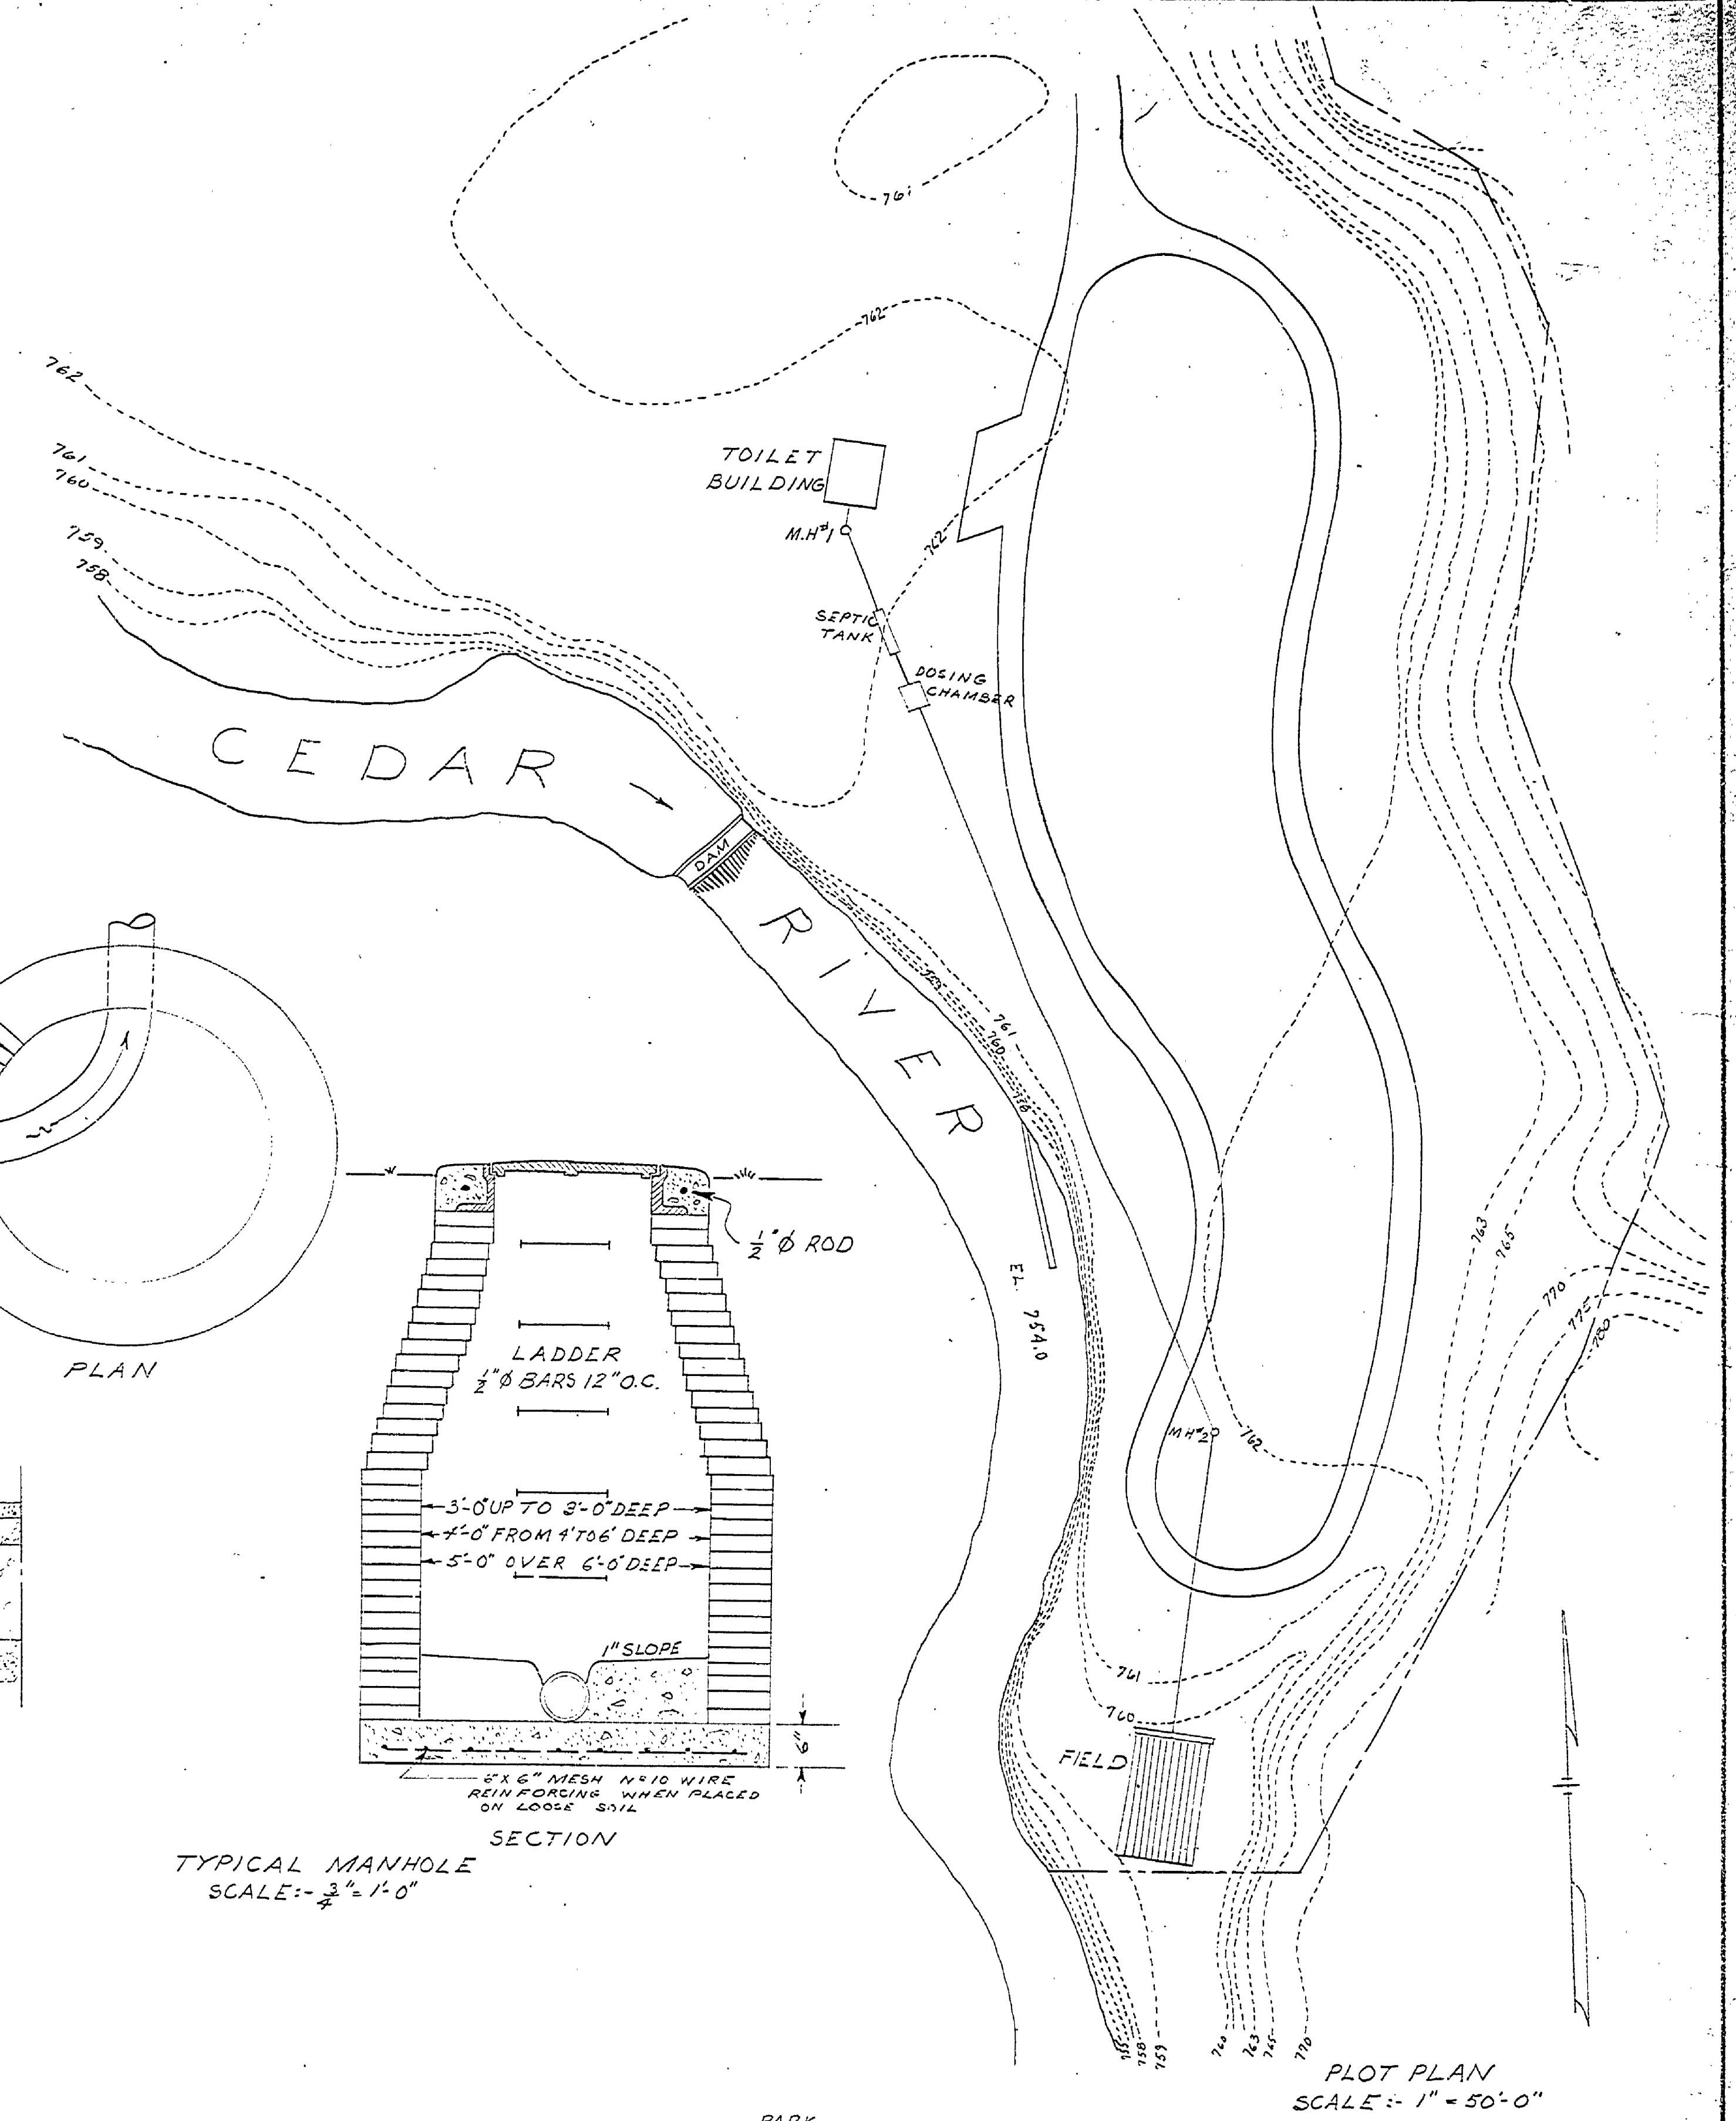 761
762
762
761
760
759
758
TOILET
BUILDING
M.H#1
762
SEPTIC
TANK
DOSING
CHAMBER
CEDAR
DAM
RIVER
761
760
EL. 754.0
763
765
770
775
780
MH#2
762
761
760
FIELD
755
758
759
760
763
765
770
PLOT PLAN
SCALE:- 1" = 50'-0"
PLAN
1/2"Φ ROD
LADDER
1/2"Φ BARS 12" O.C.
3'-0" UP TO 3'-0" DEEP
4'-0" FROM 4' TO 6' DEEP
5'-0" OVER 6'-0" DEEP
1" SLOPE
6"
6" X 6" MESH Nº 10 WIRE
REINFORCING WHEN PLACED
ON LOOSE SOIL
SECTION
TYPICAL MANHOLE
SCALE:- 3/4" = 1'-0"
PARK